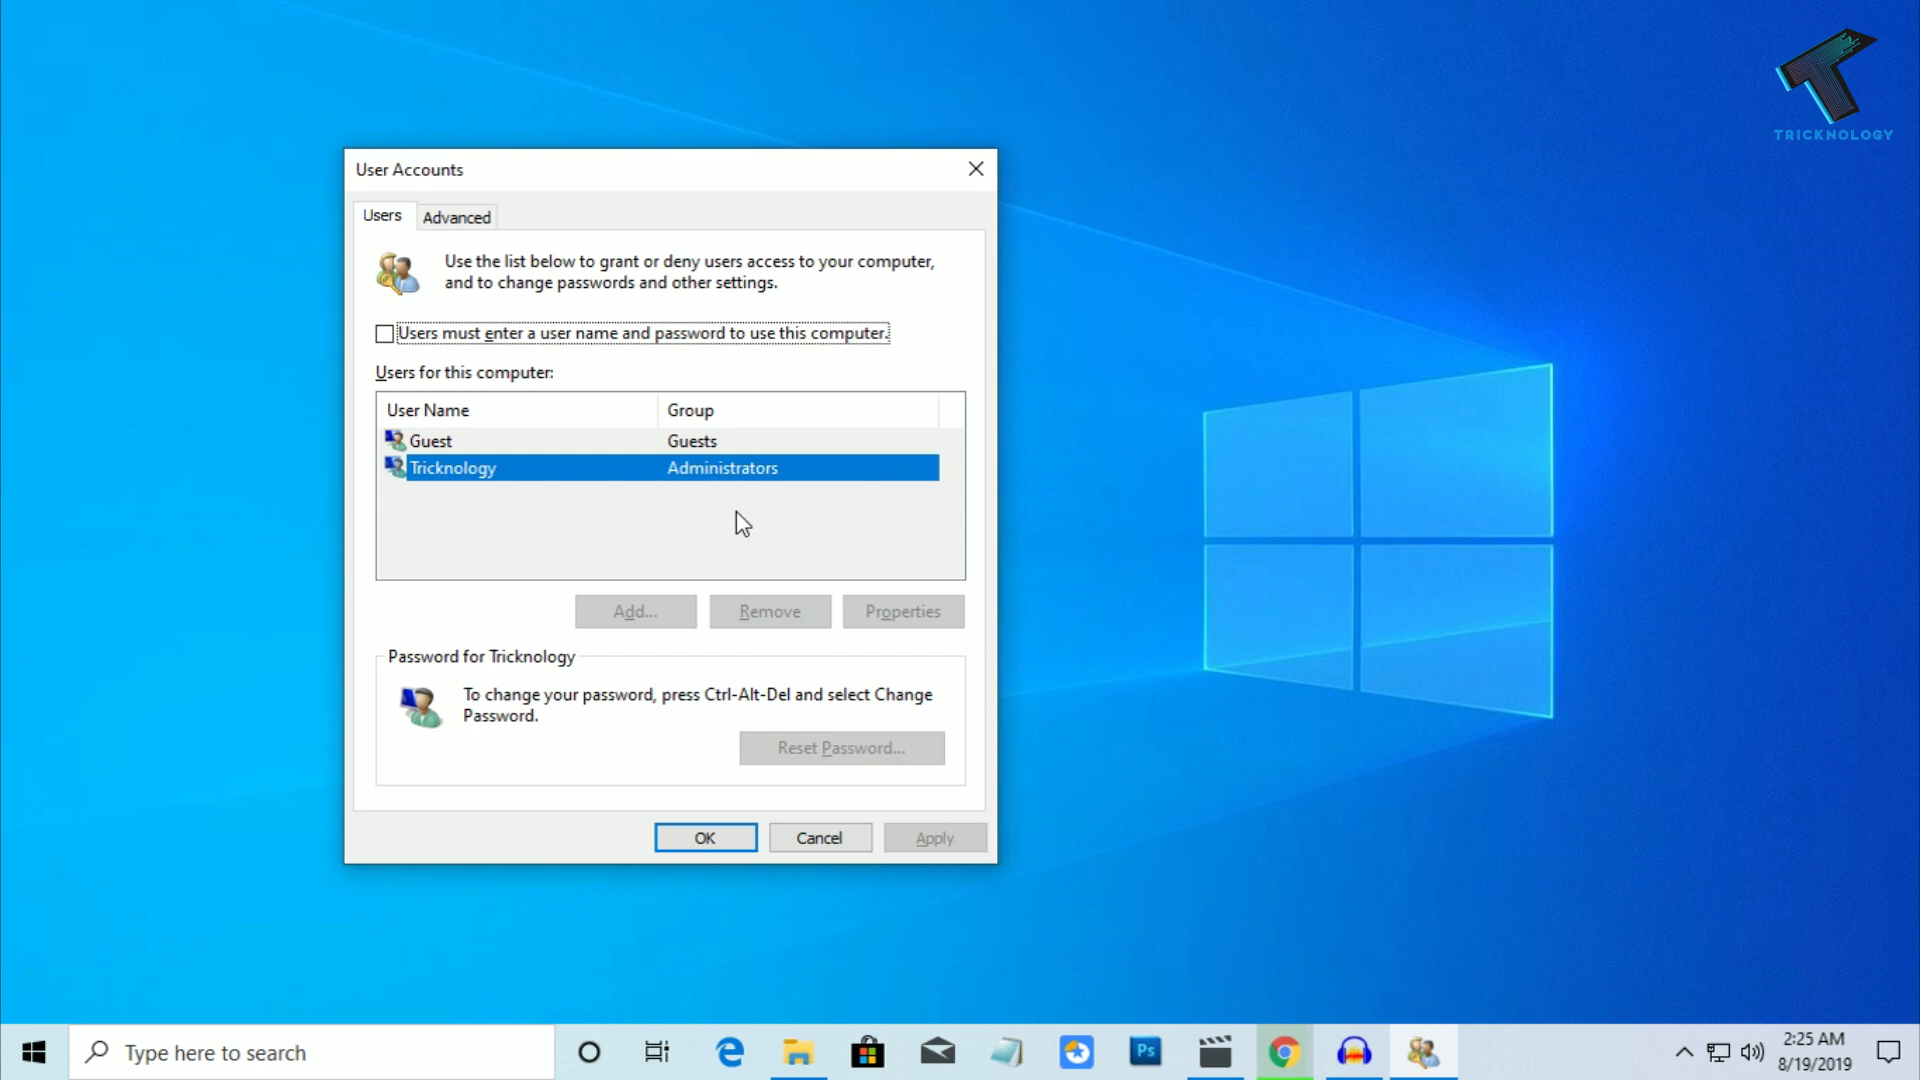 TRICKNOLOGY
User Accounts
Users
Advanced
Use the list below to grant or deny users access to your computer,
and to change passwords and other settings.
Users must enter a user name and password to use this computer.
Users for this computer:
User Name Group
Guest Guests
Tricknology Administrators
Add... Remove Properties
Password for Tricknology
To change your password, press Ctrl-Alt-Del and select Change
Password.
Reset Password...
OK Cancel Apply
Type here to search
Ps
2:25 AM
8/19/2019